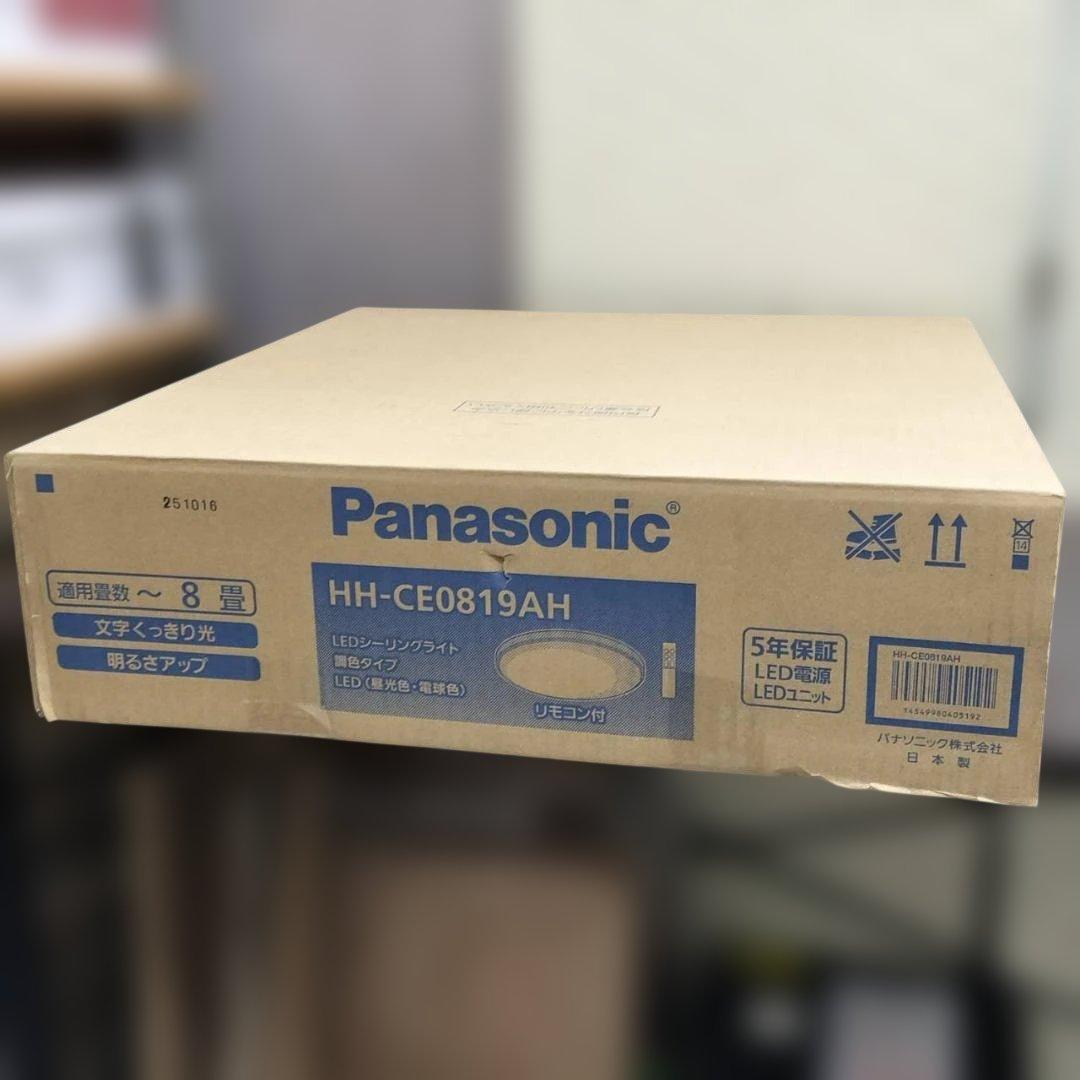 251016
Panasonic®
適用畳数 〜 8 畳
文字くっきり光
明るさアップ
HH-CE0819AH
LEDシーリングライト
調色タイプ
LED(昼光色・電球色)
リモコン付
14
5年保証
LED電源
LEDユニット
HH-CE0819AH
T4549980405192
パナソニック株式会社
日本製